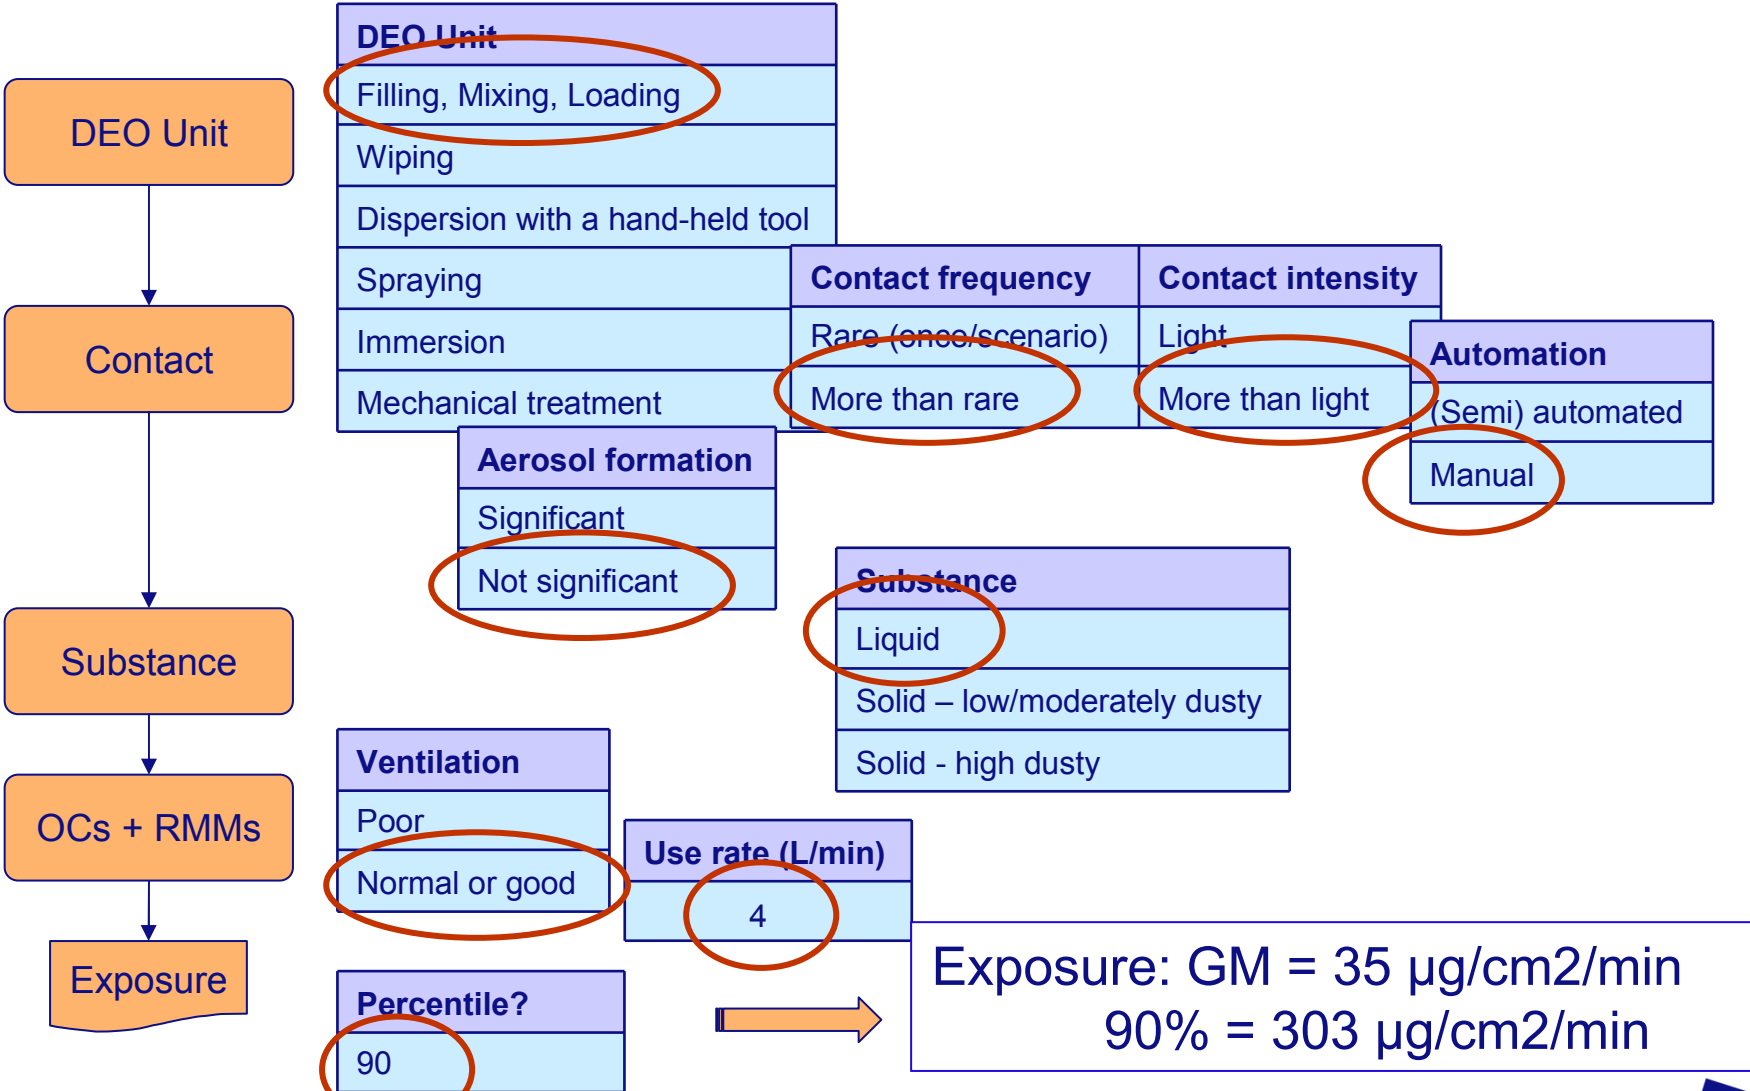 DEO Unit
Contact
Substance
OCs + RMMs
Exposure
DEO Unit
Filling, Mixing, Loading
Wiping
Dispersion with a hand-held tool
Spraying
Immersion
Mechanical treatment
Contact frequency Contact intensity
Rare (once/scenario) Light
More than rare More than light
Automation
(Semi) automated
Manual
Aerosol formation
Significant
Not significant
Substance
Liquid
Solid – low/moderately dusty
Solid - high dusty
Ventilation
Poor
Normal or good
Use rate (L/min)
4
Percentile?
90
Exposure: GM = 35 µg/cm2/min
90% = 303 µg/cm2/min